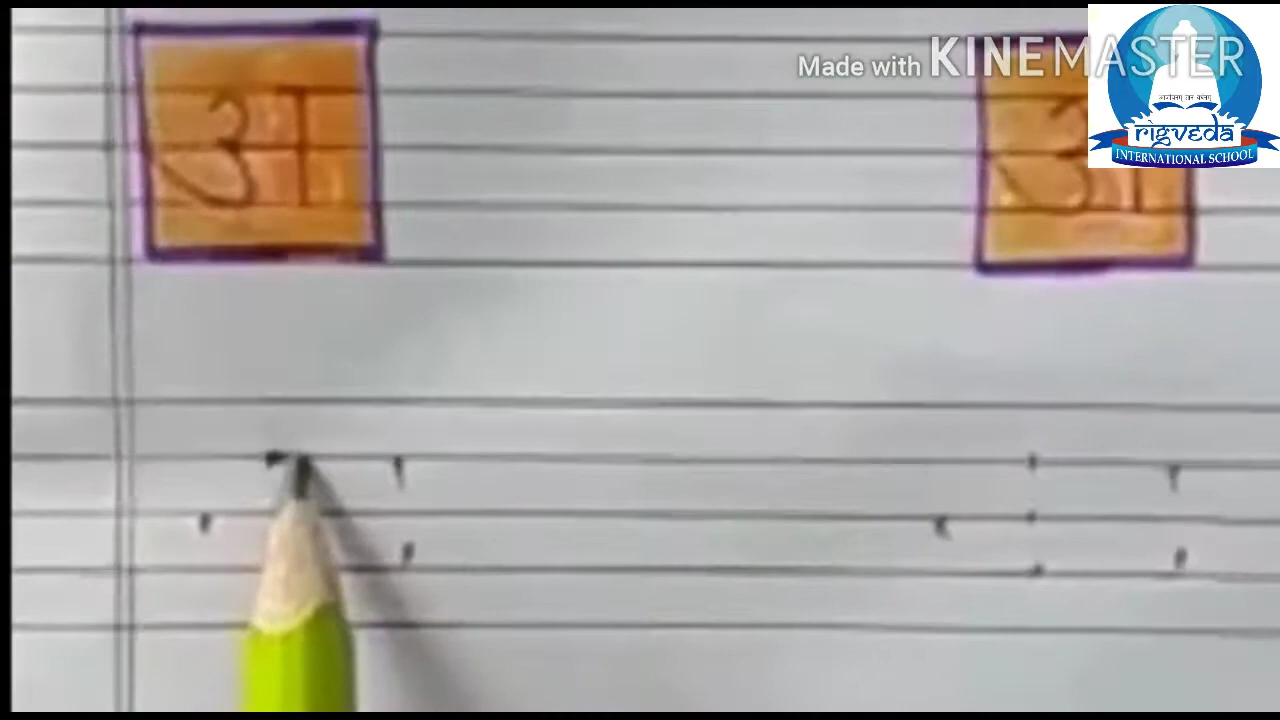 Made with KINEMASTER
अ अ
rigveda
INTERNATIONAL SCHOOL